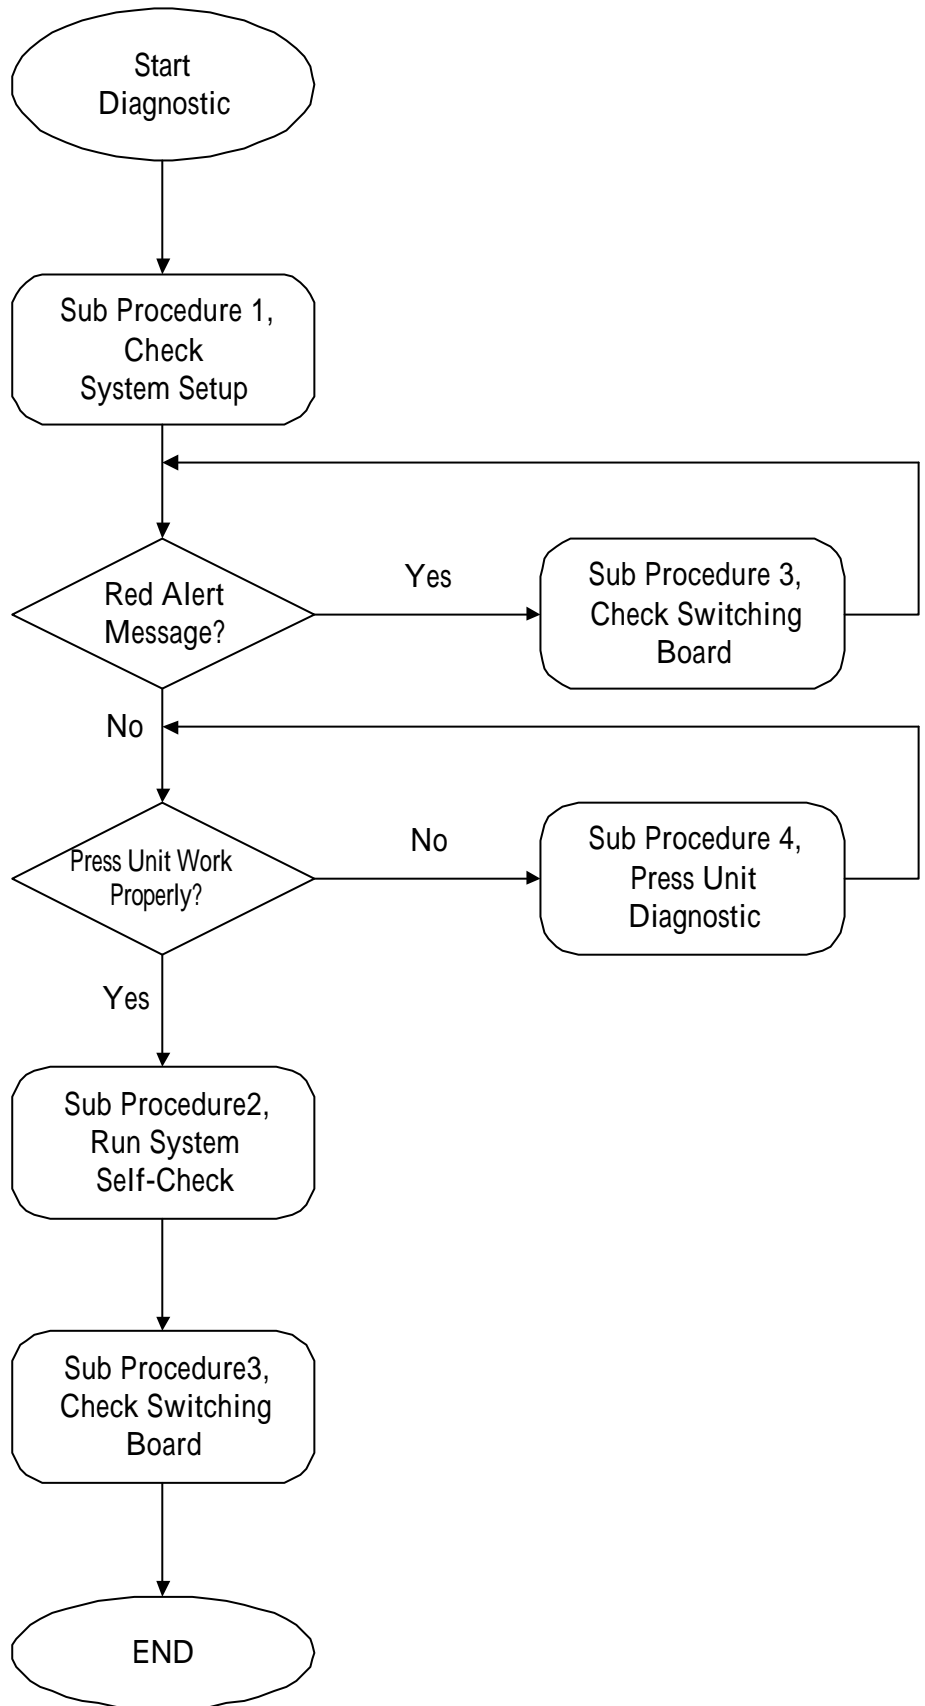 Start
Diagnostic
Sub Procedure 1,
Check
System Setup
Red Alert
Message?
Yes
Sub Procedure 3,
Check Switching
Board
No
Press Unit Work
Properly?
No
Sub Procedure 4,
Press Unit
Diagnostic
Yes
Sub Procedure2,
Run System
Self-Check
Sub Procedure3,
Check Switching
Board
END